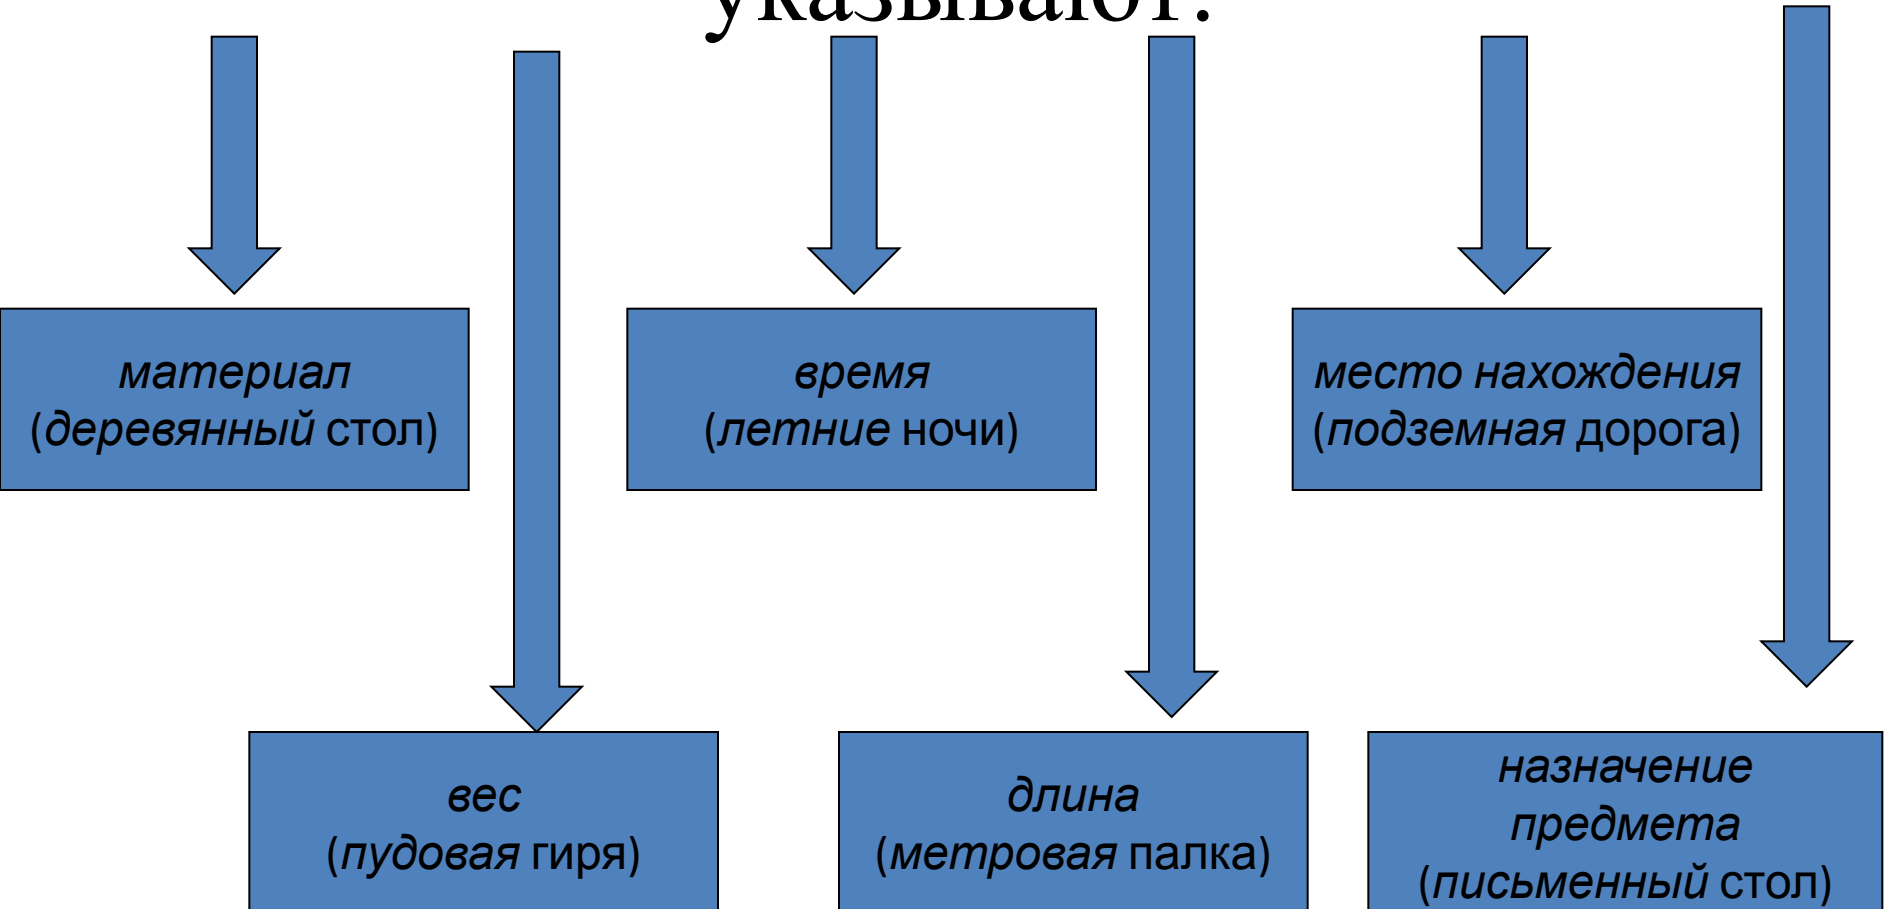 указывают:
материал
(деревянный стол)
время
(летние ночи)
место нахождения
(подземная дорога)
вес
(пудовая гиря)
длина
(метровая палка)
назначение
предмета
(письменный стол)